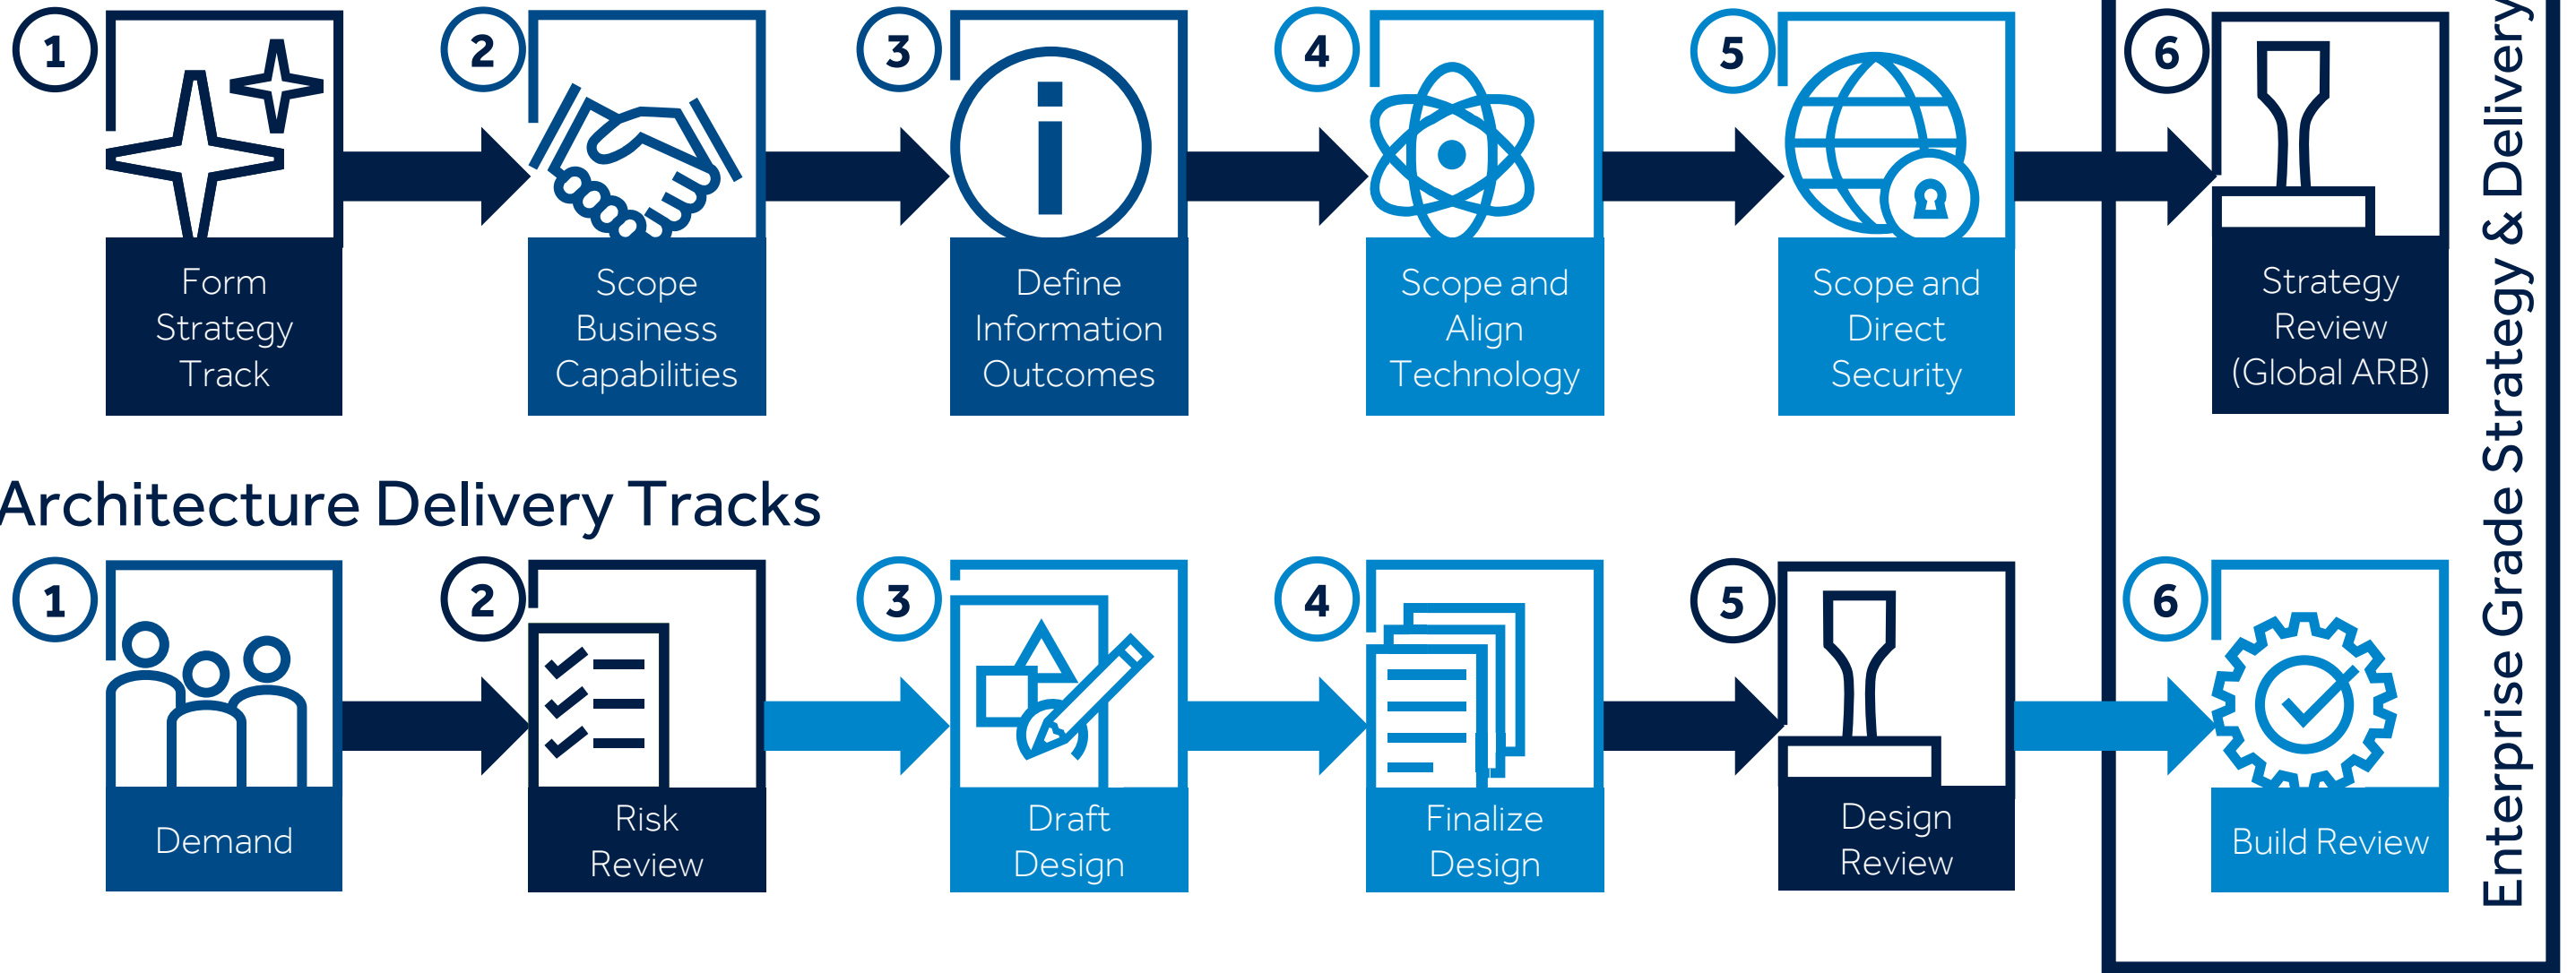 1
Form
Strategy
Track
2
Scope
Business
Capabilities
3
Define
Information
Outcomes
4
Scope and
Align
Technology
5
Scope and
Direct
Security
6
Strategy
Review
(Global ARB)
Enterprise Grade Strategy & Delivery
Architecture Delivery Tracks
1
Demand
2
Risk
Review
3
Draft
Design
4
Finalize
Design
5
Design
Review
6
Build Review